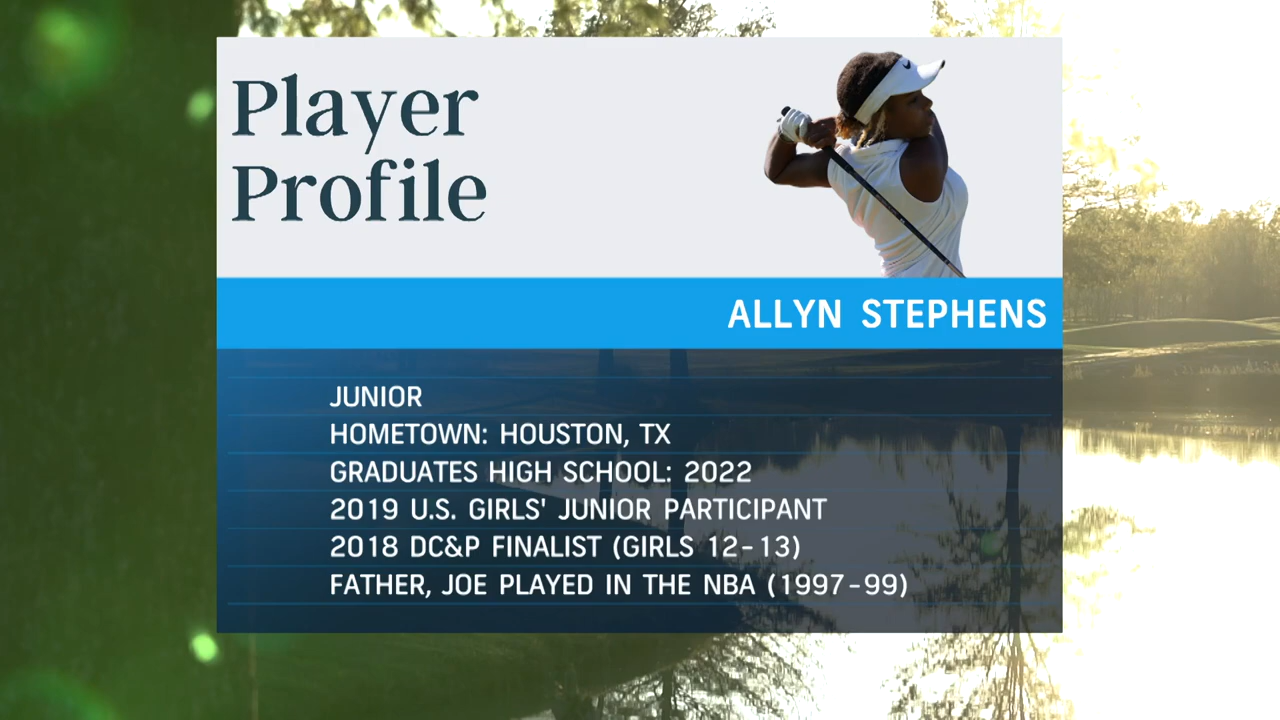 Player
Profile
ALLYN STEPHENS
JUNIOR
HOMETOWN: HOUSTON, TX
GRADUATES HIGH SCHOOL: 2022
2019 U.S. GIRLS' JUNIOR PARTICIPANT
2018 DC&P FINALIST (GIRLS 12-13)
FATHER, JOE PLAYED IN THE NBA (1997-99)